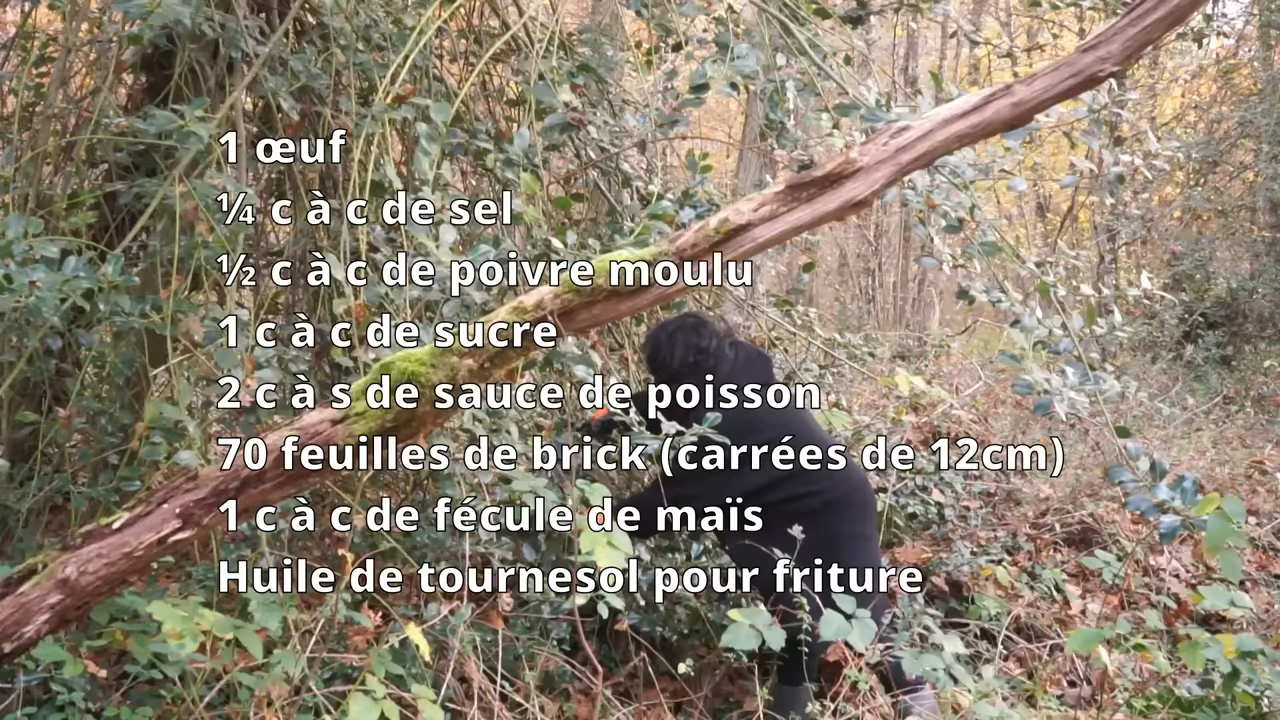 1 œuf
¼ c à c de sel
½ c à c de poivre moulu
1 c à c de sucre
2 c à s de sauce de poisson
70 feuilles de brick (carrées de 12cm)
1 c à c de fécule de maïs
Huile de tournesol pour friture